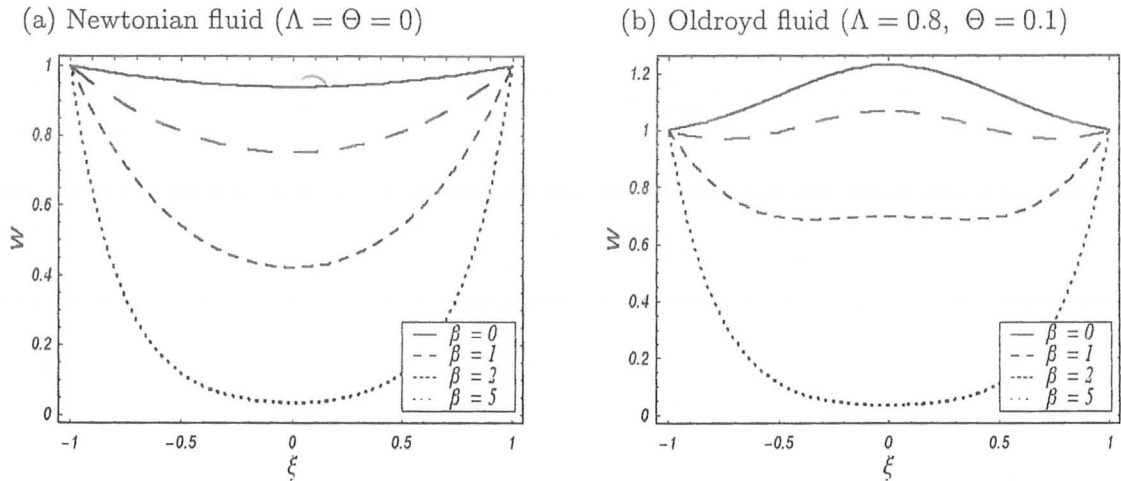 (a) Newtonian fluid (Λ = Θ = 0)
1
0.8
0.6
0.4
0.2
0
W
-1
-0.5
0
0.5
1
ξ
β = 0
β = 1
β = 2
β = 5
(b) Oldroyd fluid (Λ = 0.8, Θ = 0.1)
1.2
1
0.8
0.6
0.4
0.2
0
W
-1
-0.5
0
0.5
1
ξ
β = 0
β = 1
β = 2
β = 5